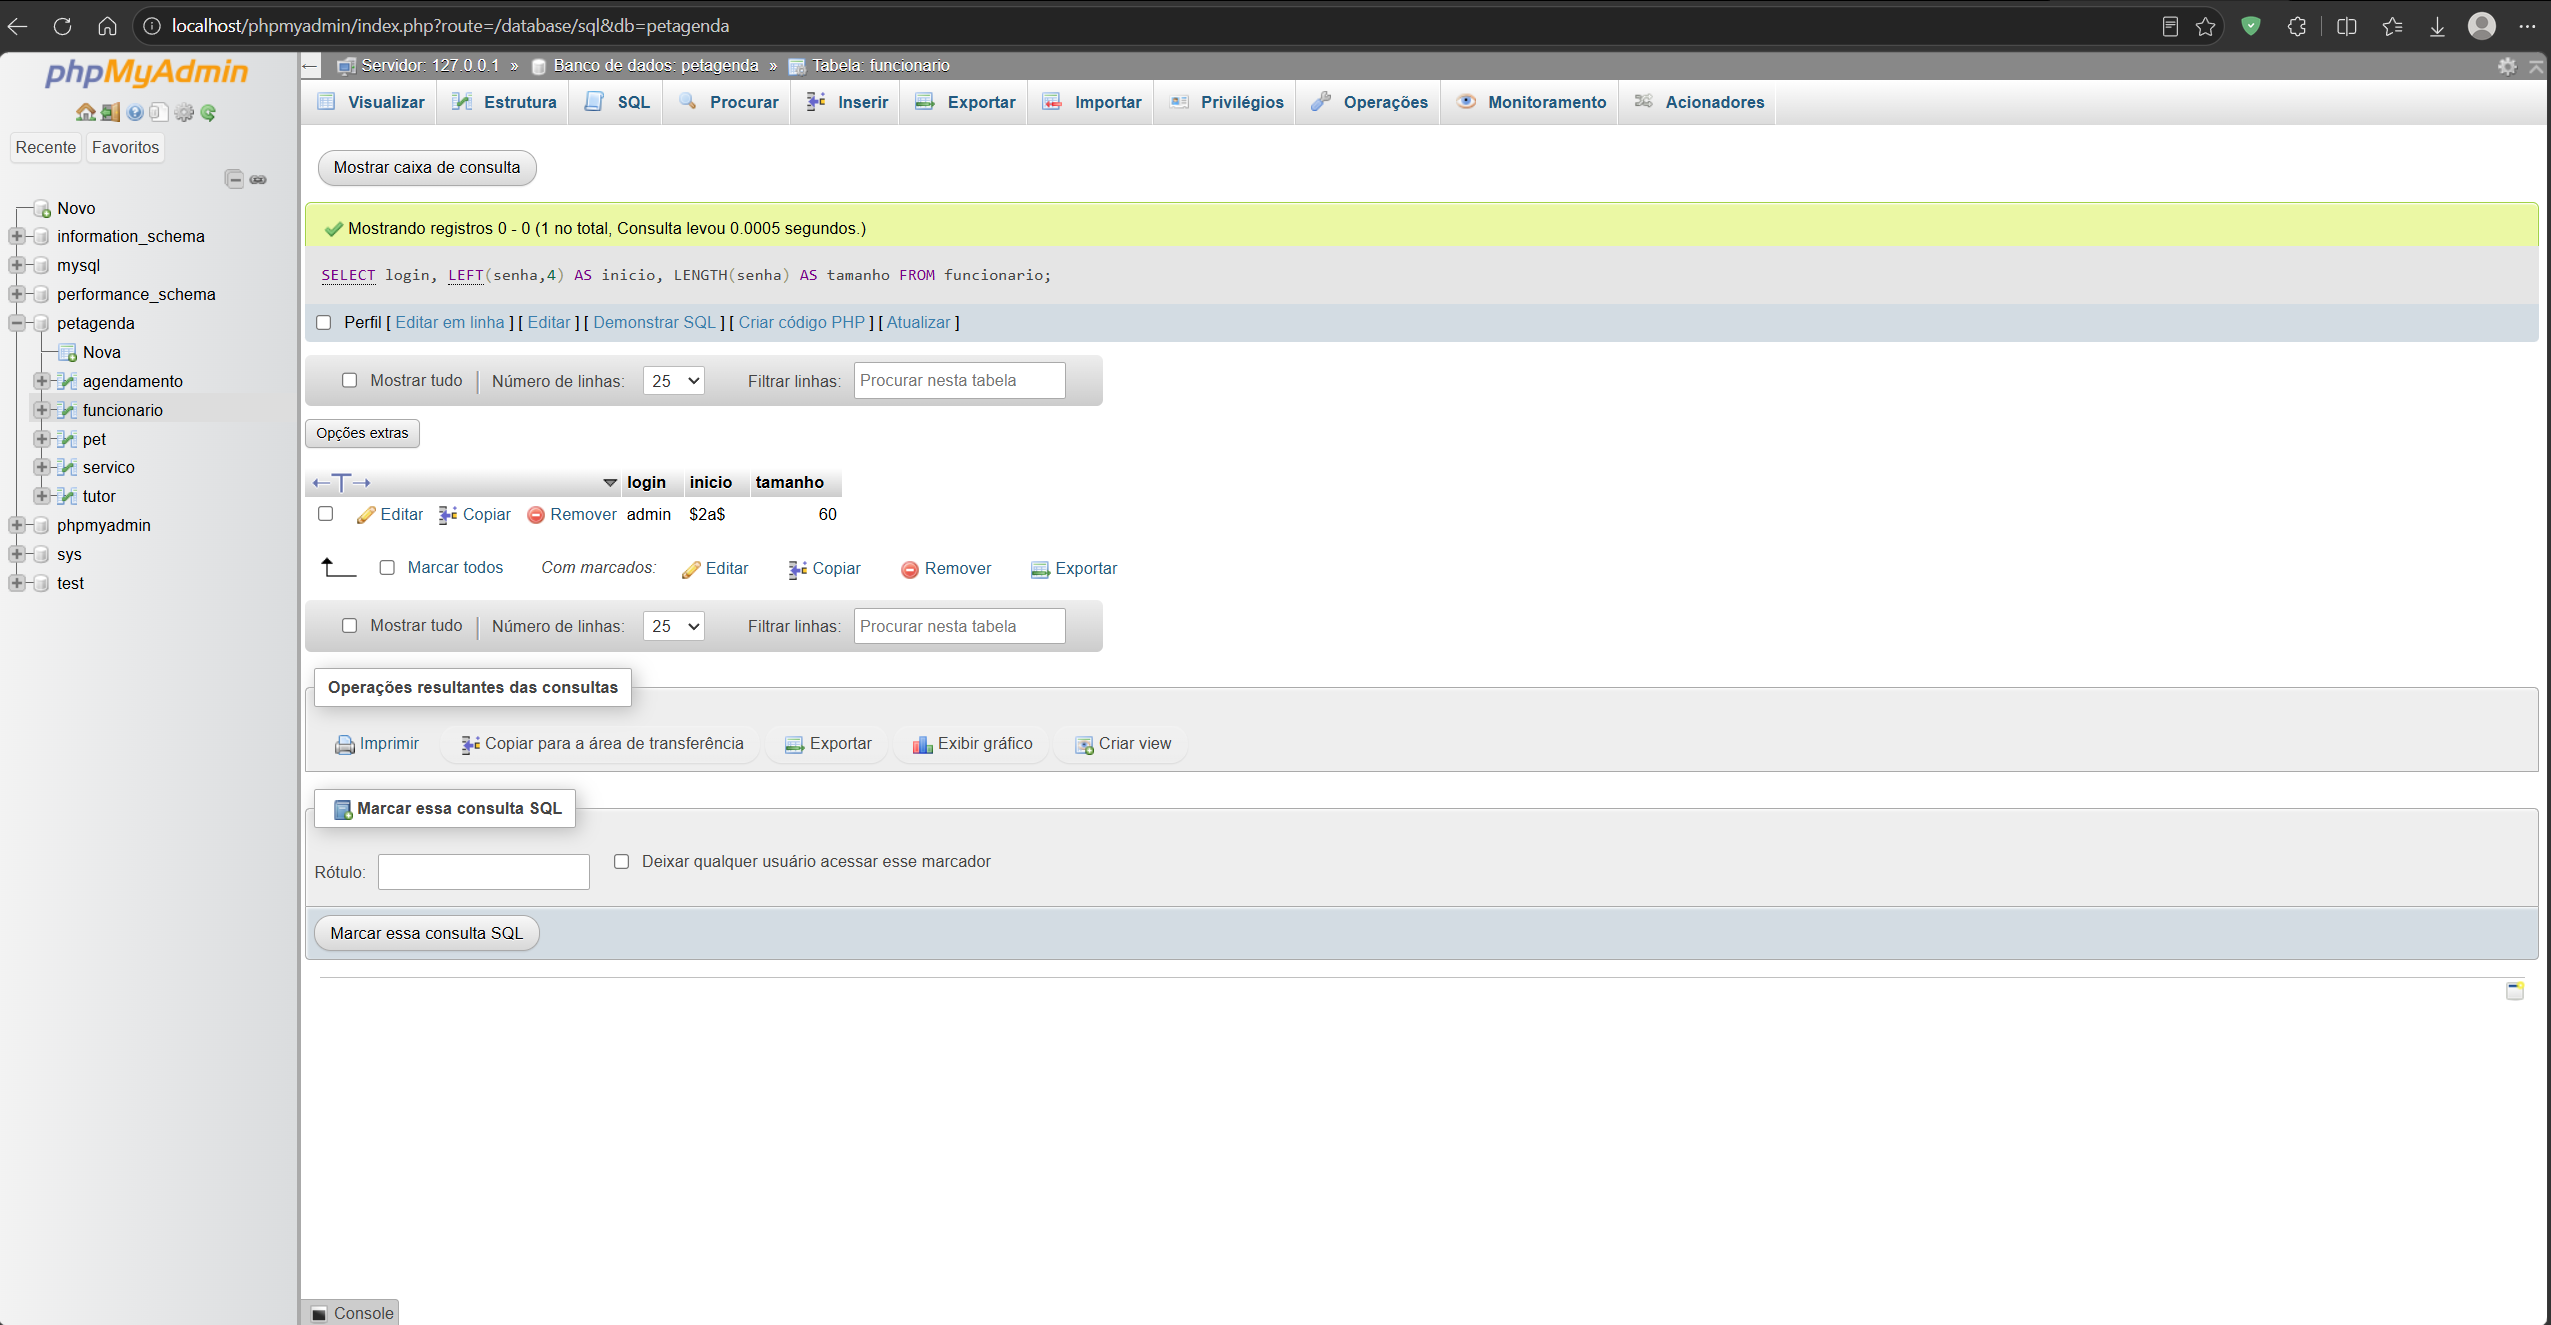 localhost/phpmyadmin/index.php?route=/database/sql&db=petagenda
phpMyAdmin
Recente Favoritos
Novo
information_schema
mysql
performance_schema
petagenda
Nova
agendamento
funcionario
pet
servico
tutor
phpmyadmin
sys
test
Servidor: 127.0.0.1 » Banco de dados: petagenda » Tabela: funcionario
Visualizar Estrutura SQL Procurar Inserir Exportar Importar Privilégios Operações Monitoramento Acionadores
Mostrar caixa de consulta
Mostrando registros 0 - 0 (1 no total, Consulta levou 0.0005 segundos.)
SELECT login, LEFT(senha,4) AS inicio, LENGTH(senha) AS tamanho FROM funcionario;
Perfil [ Editar em linha ] [ Editar ] [ Demonstrar SQL ] [ Criar código PHP ] [ Atualizar ]
Mostrar tudo | Número de linhas: 25 Filtrar linhas: Procurar nesta tabela
Opções extras
←T→ login inicio tamanho
Editar Copiar Remover admin $2a$ 60
Marcar todos Com marcados: Editar Copiar Remover Exportar
Mostrar tudo | Número de linhas: 25 Filtrar linhas: Procurar nesta tabela
Operações resultantes das consultas
Imprimir Copiar para a área de transferência Exportar Exibir gráfico Criar view
Marcar essa consulta SQL
Rótulo: Deixar qualquer usuário acessar esse marcador
Marcar essa consulta SQL
Console